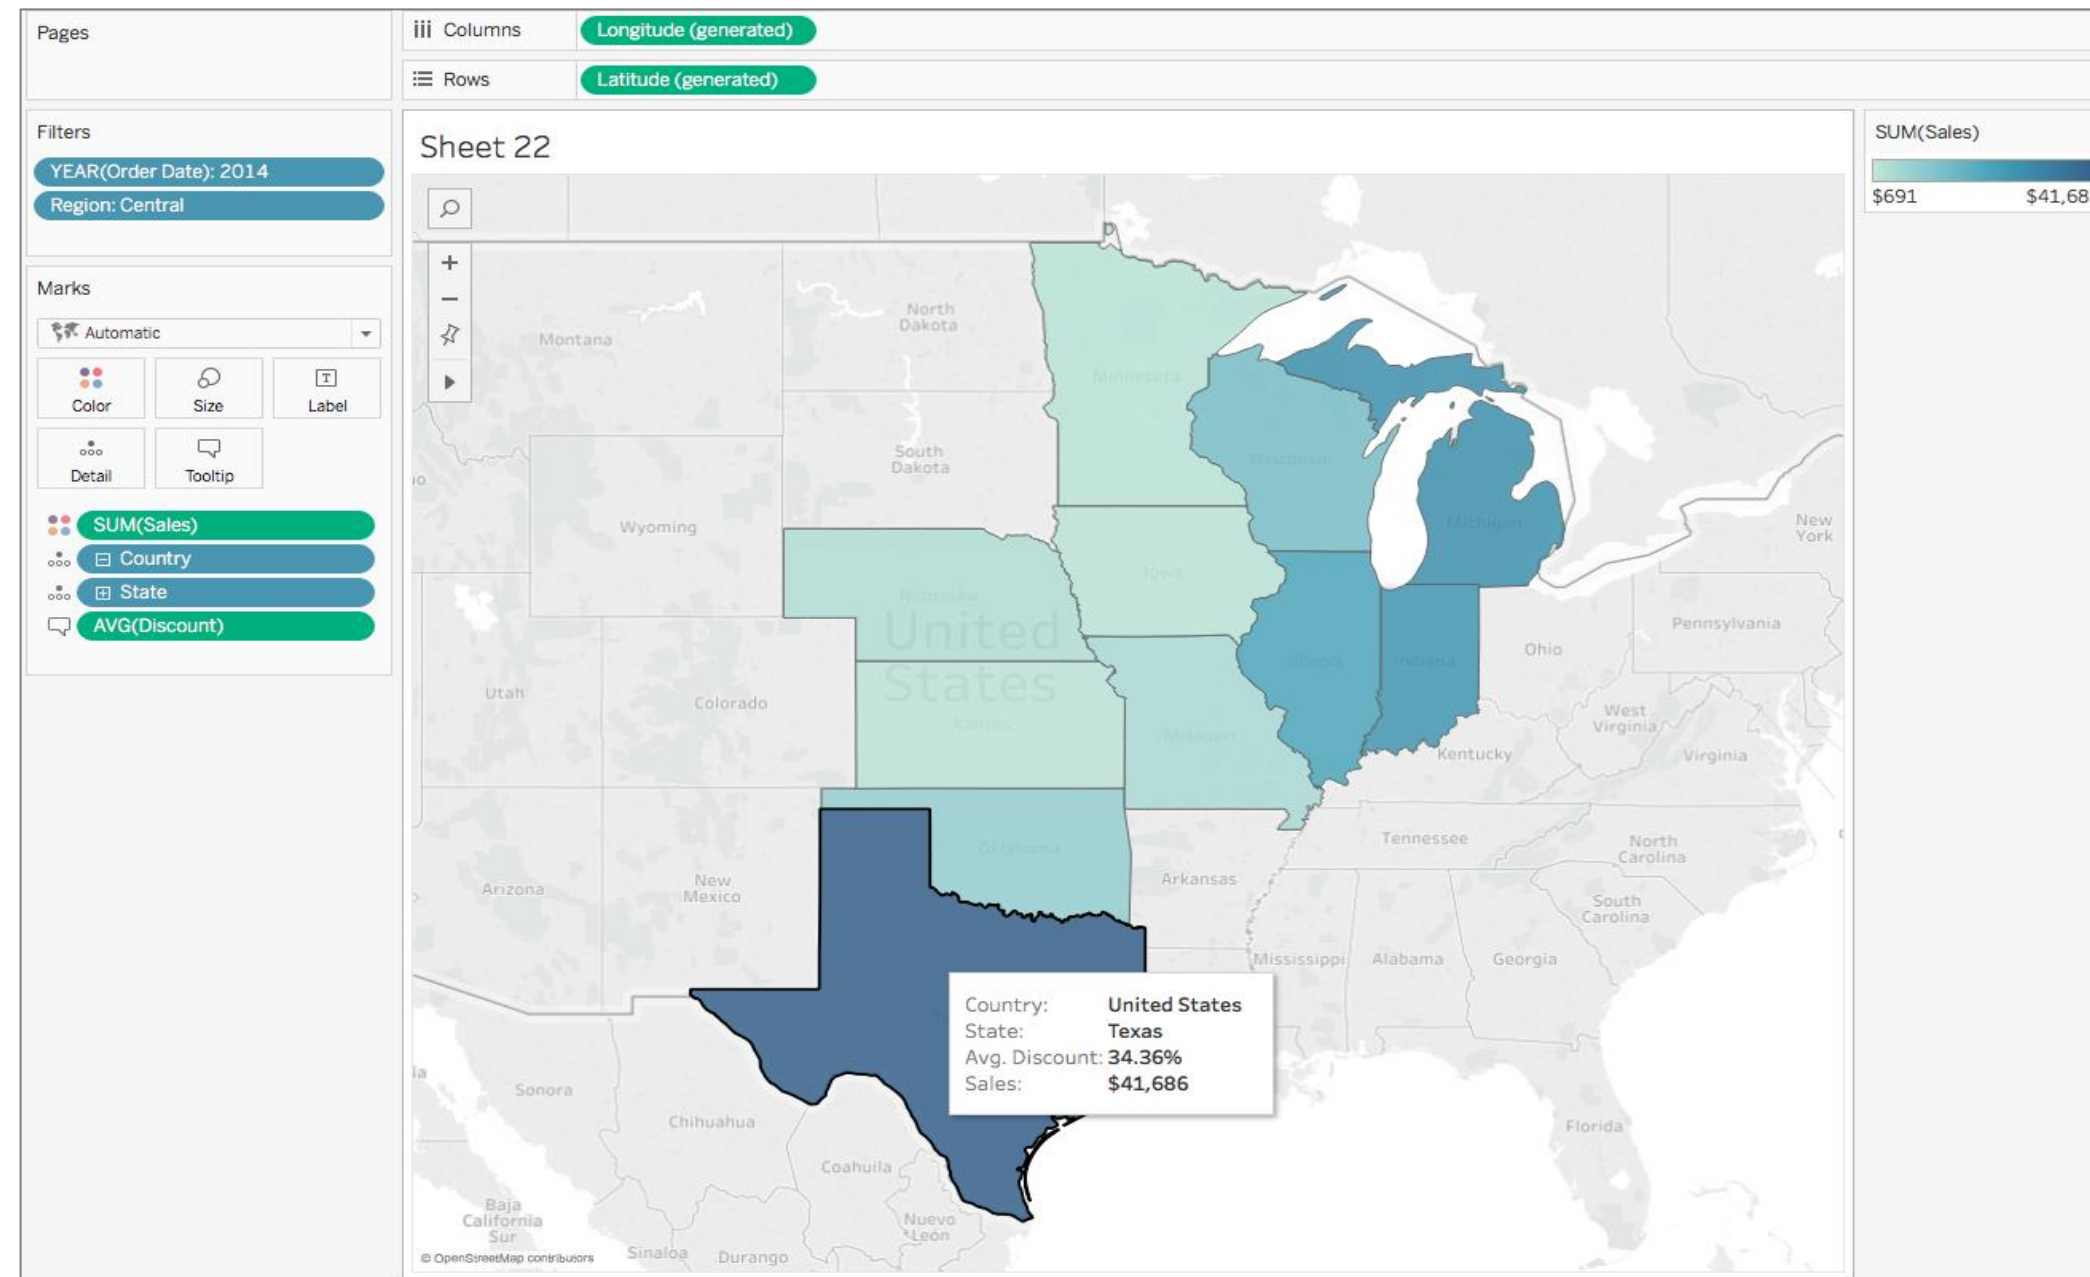 Pages
Columns
Longitude (generated)
Rows
Latitude (generated)
Filters
YEAR(Order Date): 2014
Region: Central
Marks
Automatic
Color
Size
Label
Detail
Tooltip
SUM(Sales)
Country
State
AVG(Discount)
Sheet 22
Montana
North
Dakota
Minnesota
South
Dakota
Wisconsin
Michigan
New
York
Wyoming
Iowa
Nebraska
United
States
Pennsylvania
Ohio
Illinois
Indiana
Utah
Colorado
Kansas
Missouri
West
Virginia
Kentucky
Virginia
Oklahoma
Tennessee
North
Carolina
Arizona
New
Mexico
Arkansas
South
Carolina
Mississippi
Alabama
Georgia
Country: United States
State: Texas
Avg. Discount: 34.36%
Sales: $41,686
Sonora
Chihuahua
Florida
Coahuila
Baja
California
Sur
Nuevo
León
Sinaloa
Durango
© OpenStreetMap contributors
SUM(Sales)
$691 $41,68